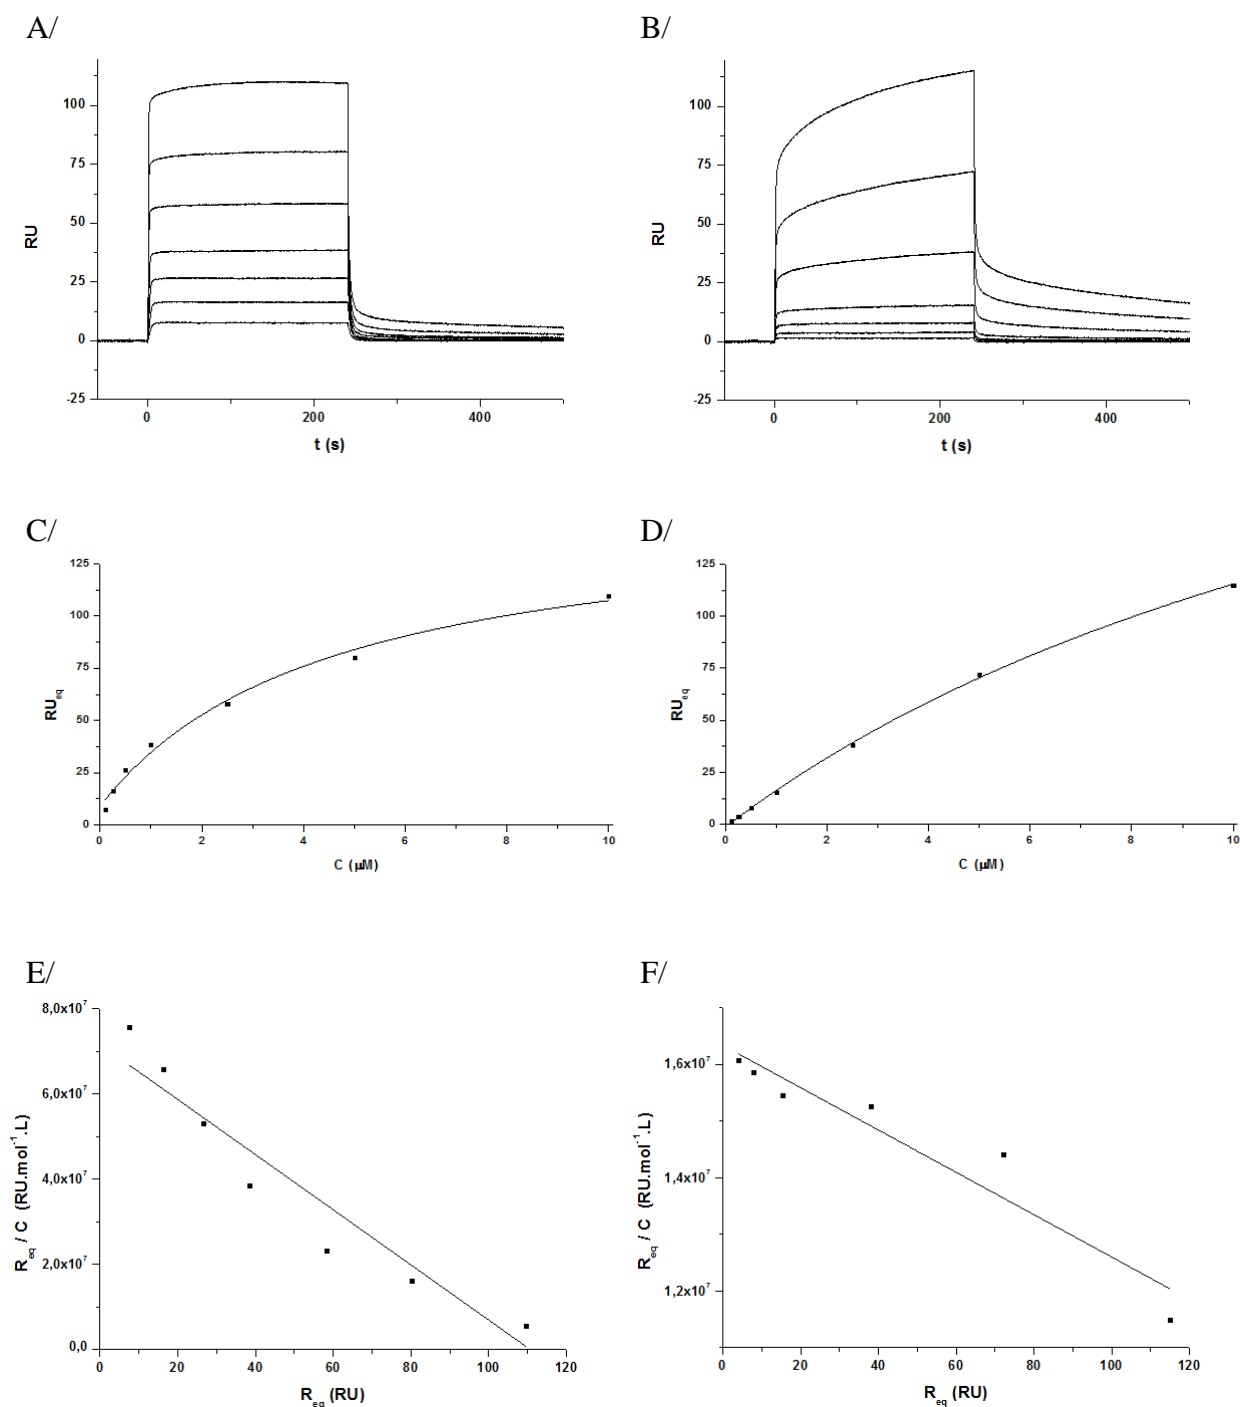 A/
B/
100
75
50
25
0
-25
RU
0
200
400
t (s)
100
75
50
25
0
-25
RU
0
200
400
t (s)
C/
D/
125
100
75
50
25
0
RUeq
0
2
4
6
8
10
C (µM)
125
100
75
50
25
0
RUeq
0
2
4
6
8
10
C (µM)
E/
F/
8,0x10⁷
6,0x10⁷
4,0x10⁷
2,0x10⁷
0,0
Req / C (RU.mol⁻¹.L)
0
20
40
60
80
100
120
Req (RU)
1,6x10⁷
1,4x10⁷
1,2x10⁷
Req / C (RU.mol⁻¹.L)
0
20
40
60
80
100
120
Req (RU)